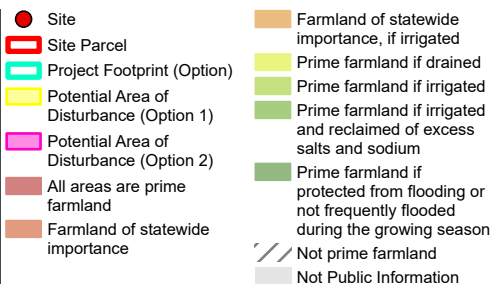 Site
Site Parcel
Project Footprint (Option)
Potential Area of
Disturbance (Option 1)
Potential Area of
Disturbance (Option 2)
All areas are prime
farmland
Farmland of statewide
importance
Farmland of statewide
importance, if irrigated
Prime farmland if drained
Prime farmland if irrigated
Prime farmland if irrigated
and reclaimed of excess
salts and sodium
Prime farmland if
protected from flooding or
not frequently flooded
during the growing season
Not prime farmland
Not Public Information